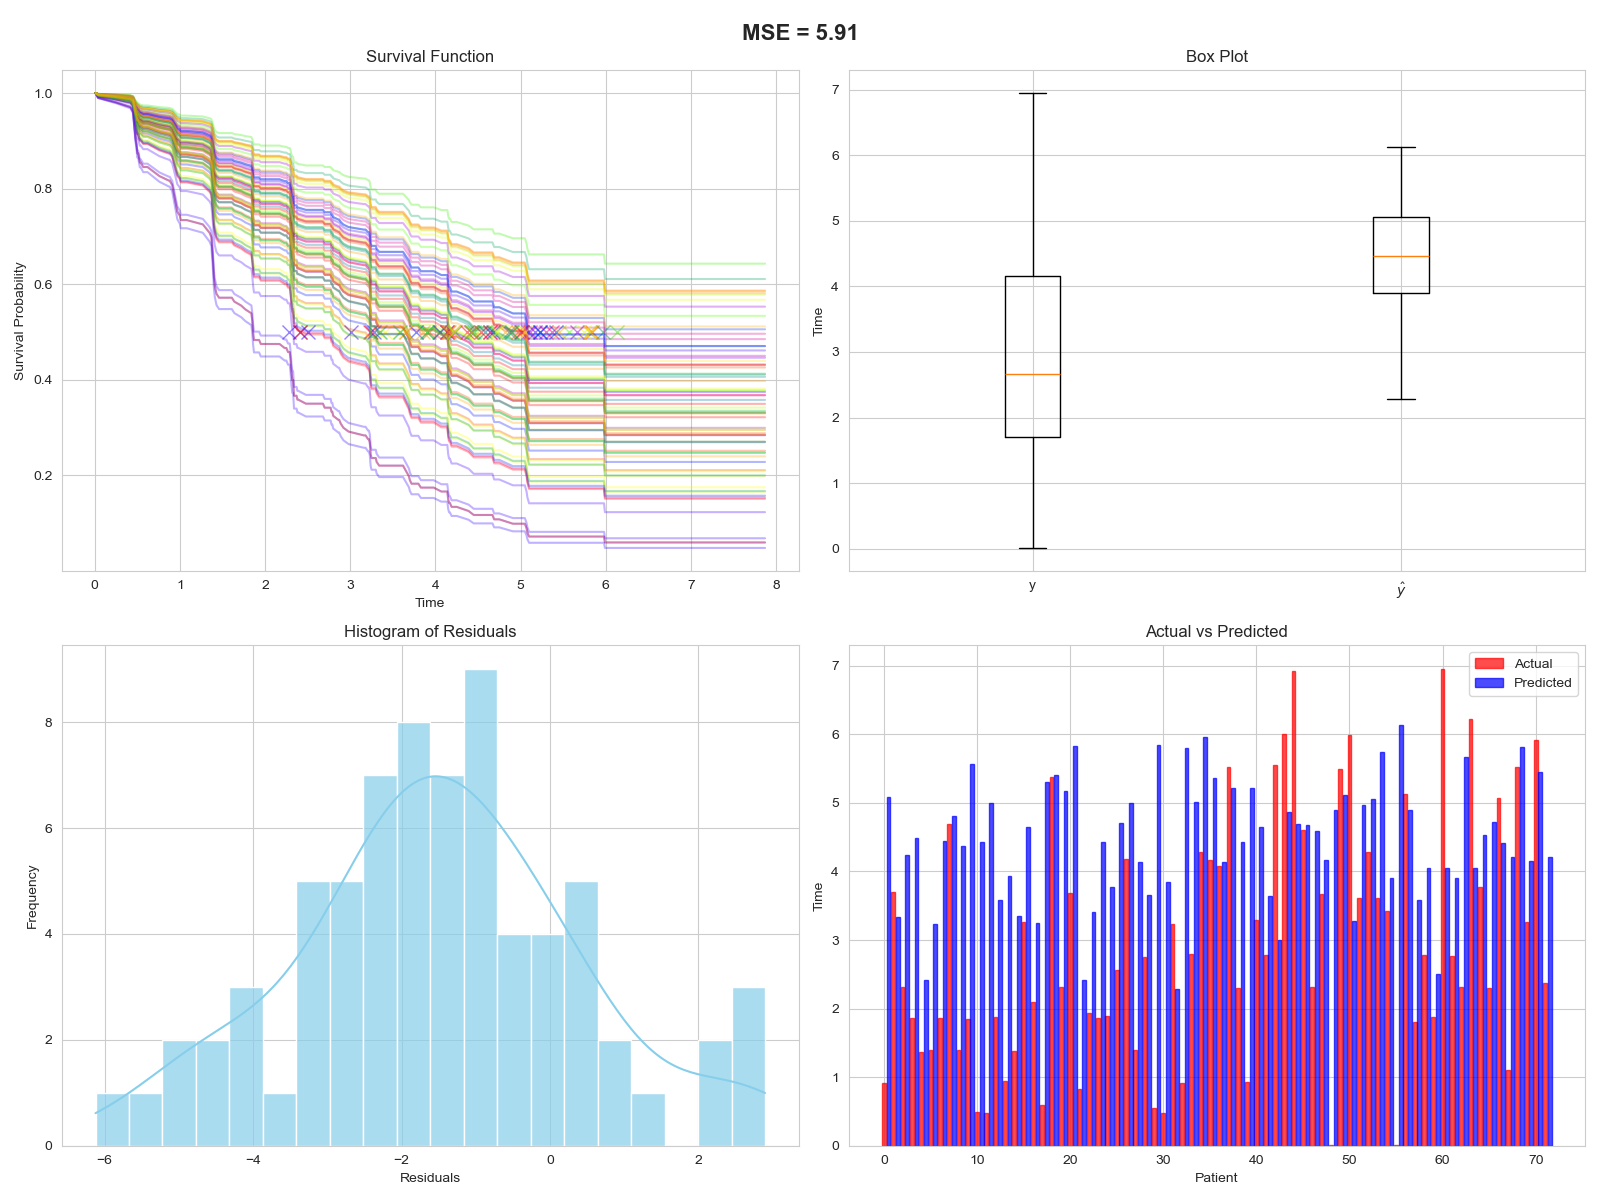 MSE = 5.91
Survival Function
Survival Probability
1.0
0.8
0.6
0.4
0.2
0 1 2 3 4 5 6 7 8
Time
Box Plot
Time
7
6
5
4
3
2
1
0
y ŷ
Histogram of Residuals
Frequency
8
6
4
2
0
−6 −4 −2 0 2
Residuals
Actual vs Predicted
Actual
Predicted
Time
7
6
5
4
3
2
1
0
0 10 20 30 40 50 60 70
Patient